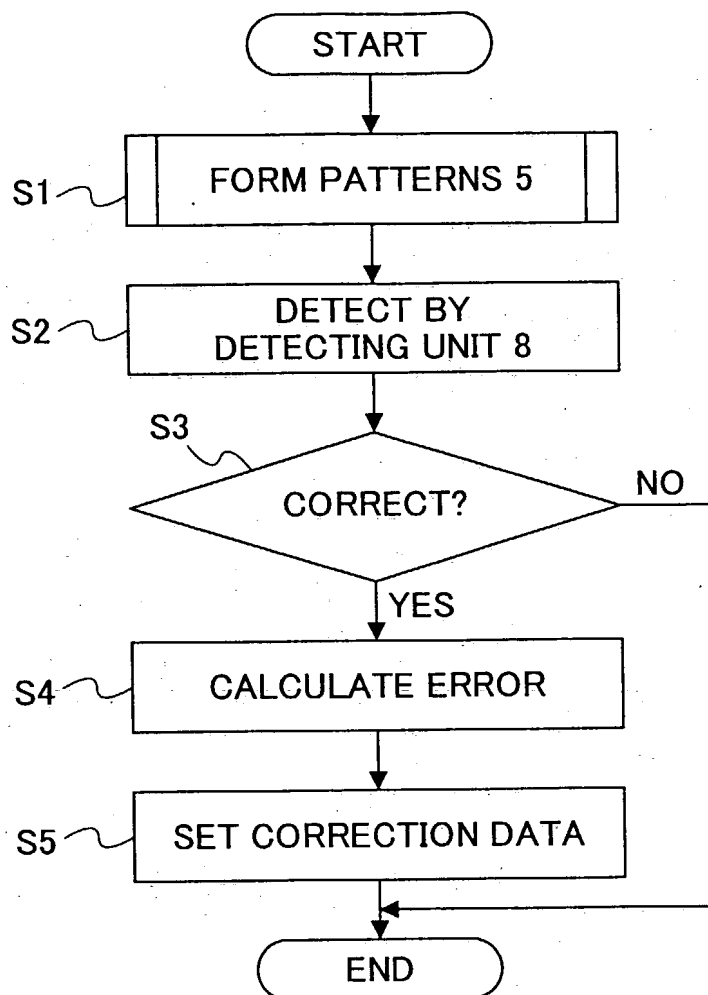 START
S1
FORM PATTERNS 5
S2
DETECT BY
DETECTING UNIT 8
S3
CORRECT?
NO
YES
S4
CALCULATE ERROR
S5
SET CORRECTION DATA
END